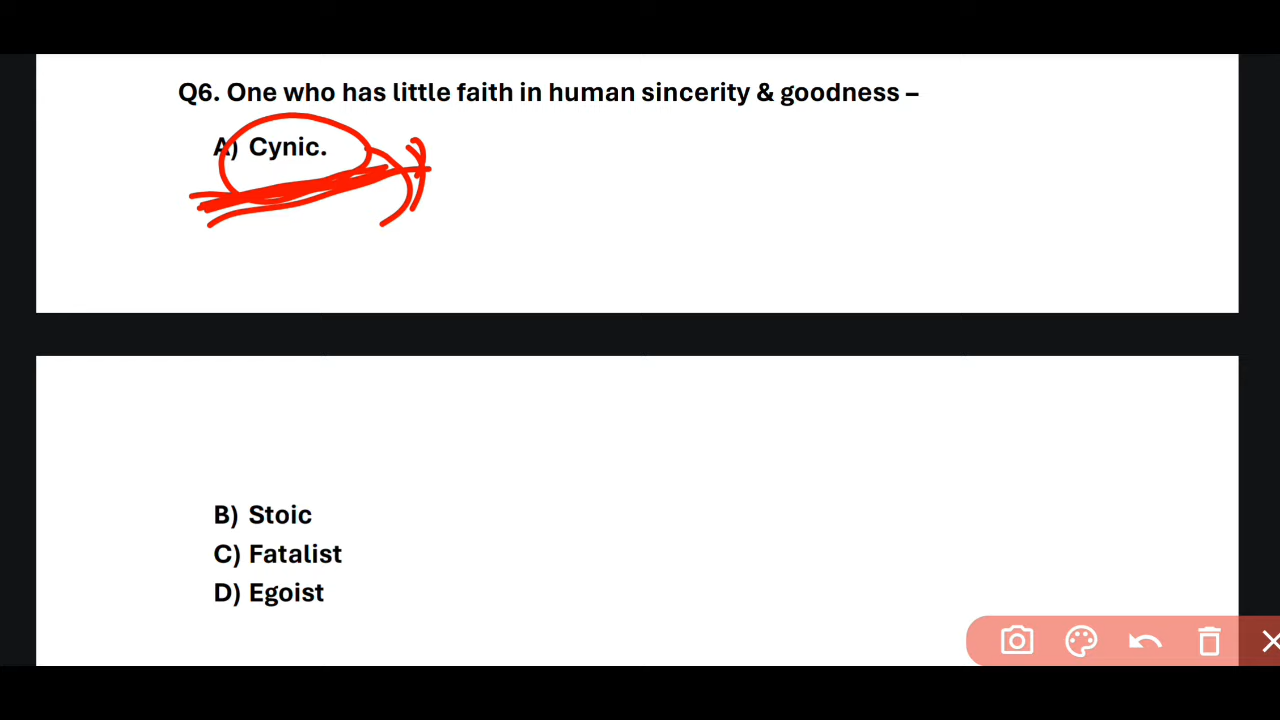 Q6. One who has little faith in human sincerity & goodness –
A) Cynic.
B) Stoic
C) Fatalist
D) Egoist